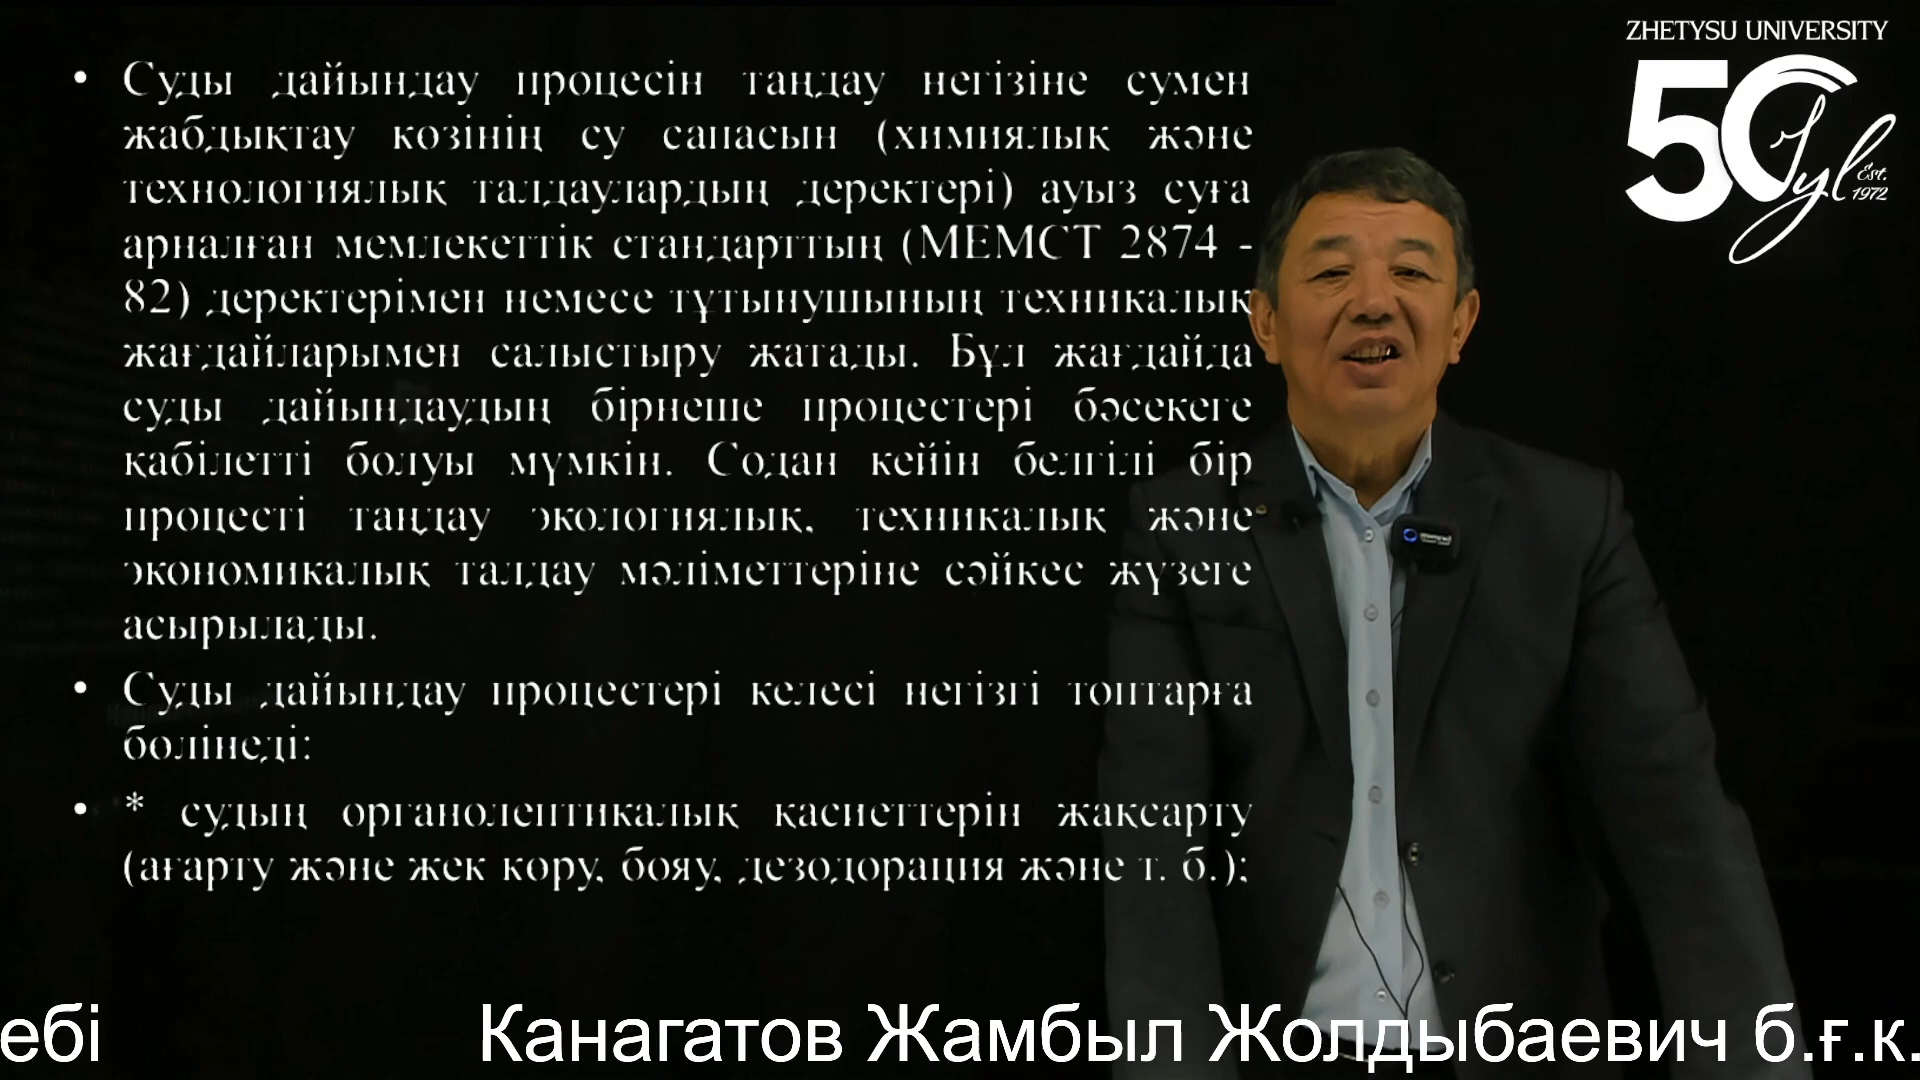 • Суды дайындау процесін таңдау негізіне сумен
жабдықтау көзінің су сапасын (химиялық және
технологиялық талдаулардың деректері) ауыз суға
арналған мемлекеттік стандарттың (МЕМСТ 2874 -
82) деректерімен немесе тұтынушының техникалық
жағдайларымен салыстыру жатады. Бұл жағдайда
суды дайындаудың бірнеше процестері бәсекеге
қабілетті болуы мүмкін. Содан кейін белгілі бір
процесті таңдау экологиялық, техникалық және
экономикалық талдау мәліметтеріне сәйкес жүзеге
асырылады.
• Суды дайындау процестері келесі негізгі топтарға
бөлінеді:
• * судың органолептикалық қасиеттерін жақсарту
(ағарту және жек көру, бояу, дезодорация және т. б.);
ZHETYSU UNIVERSITY
50 Jyl
Est.
1972
ебі Канагатов Жамбыл Жолдыбаевич б.ғ.к.